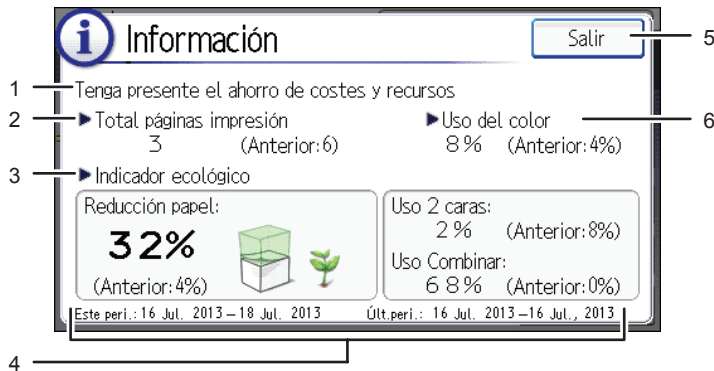 Información
Salir
5
1
Tenga presente el ahorro de costes y recursos
2
Total páginas impresión
Uso del color
6
3 (Anterior:6)
8% (Anterior:4%)
3
Indicador ecológico
Reducción papel:
32%
(Anterior:4%)
Uso 2 caras:
2% (Anterior:8%)
Uso Combinar:
68% (Anterior:0%)
Este peri.: 16 Jul. 2013 – 18 Jul. 2013
Últ.peri.: 16 Jul. 2013 – 16 Jul., 2013
4